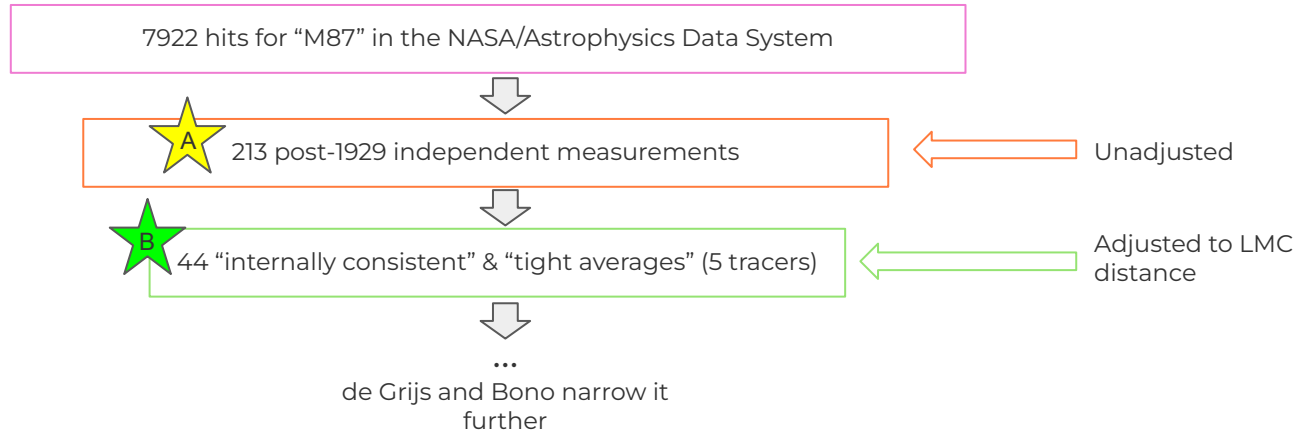 7922 hits for “M87” in the NASA/Astrophysics Data System
A
213 post-1929 independent measurements
Unadjusted
B
44 “internally consistent” & “tight averages” (5 tracers)
Adjusted to LMC
distance
...
de Grijs and Bono narrow it
further